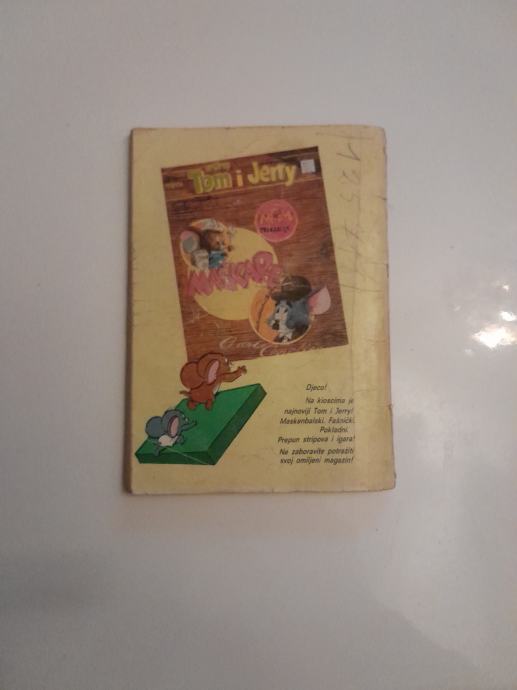 Tom i Jerry
MASKARE
Djeco!
Na kioscima je
najnoviji Tom i Jerry!
Maskenbalski. Fašnički.
Pokladni.
Prepun stripova i igara!
Ne zaboravite potražiti
svoj omiljeni magazin!